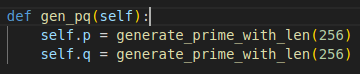 def gen_pq(self):
    self.p = generate_prime_with_len(256)
    self.q = generate_prime_with_len(256)